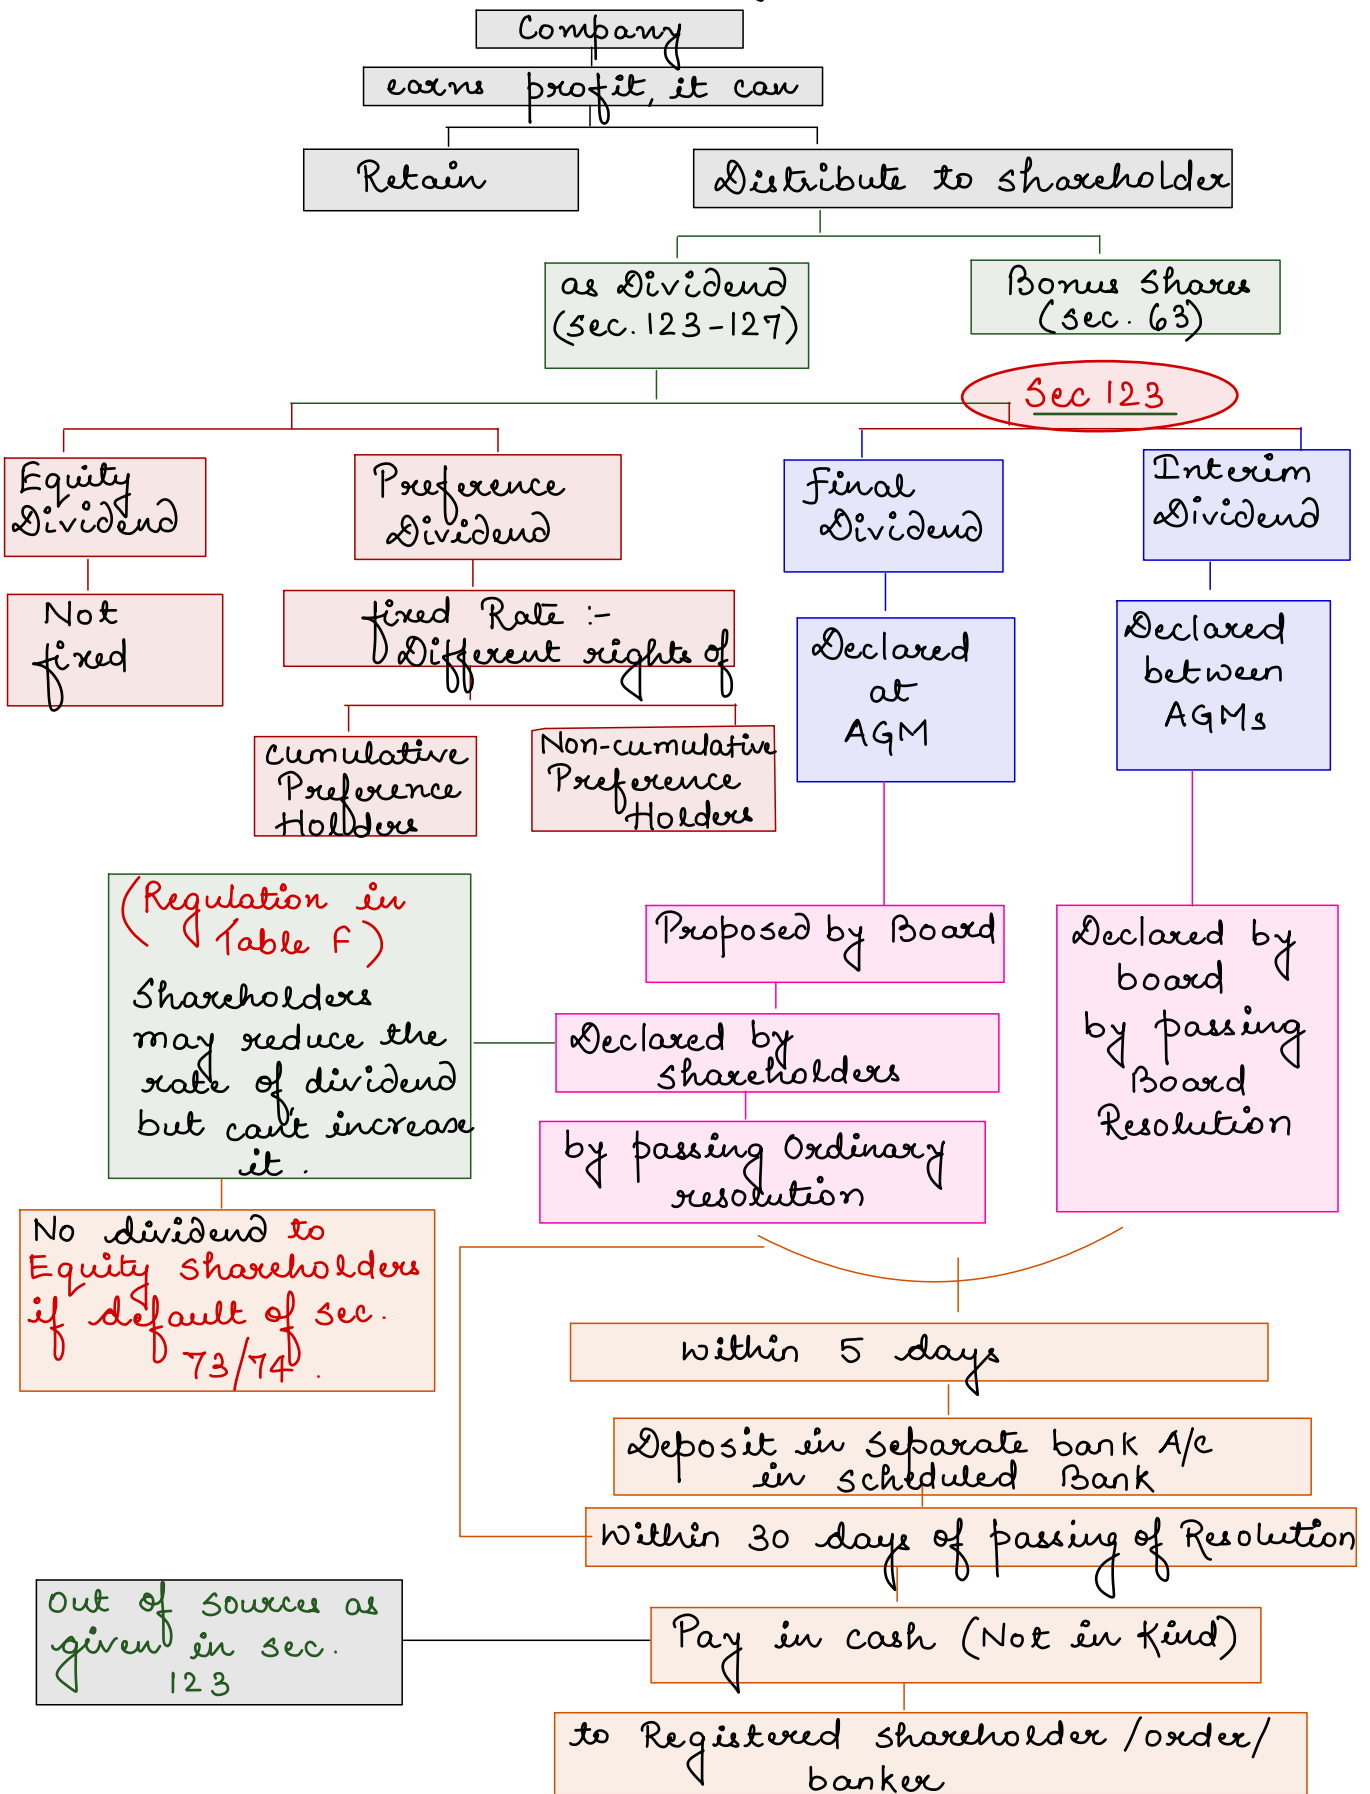 Company
earns profit, it can
Retain
Distribute to shareholder
as Dividend
(sec. 123-127)
Bonus Shares
(sec. 63)
Sec 123
Equity
Dividend
Preference
Dividend
Final
Dividend
Interim
Dividend
Not
fixed
fixed Rate :-
Different rights of
Declared
at
AGM
Declared
between
AGMs
Cumulative
Preference
Holders
Non-cumulative
Preference
Holders
(Regulation in
Table F)
Shareholders
may reduce the
rate of dividend
but can't increase
it.
Proposed by Board
Declared by
shareholders
by passing Ordinary
resolution
Declared by
board
by passing
Board
Resolution
No dividend to
Equity shareholders
if default of sec.
73/74.
within 5 days
Deposit in separate bank A/c
in scheduled Bank
Within 30 days of passing of Resolution
Out of sources as
given in sec.
123
Pay in cash (Not in Kind)
to Registered shareholder/order/
banker